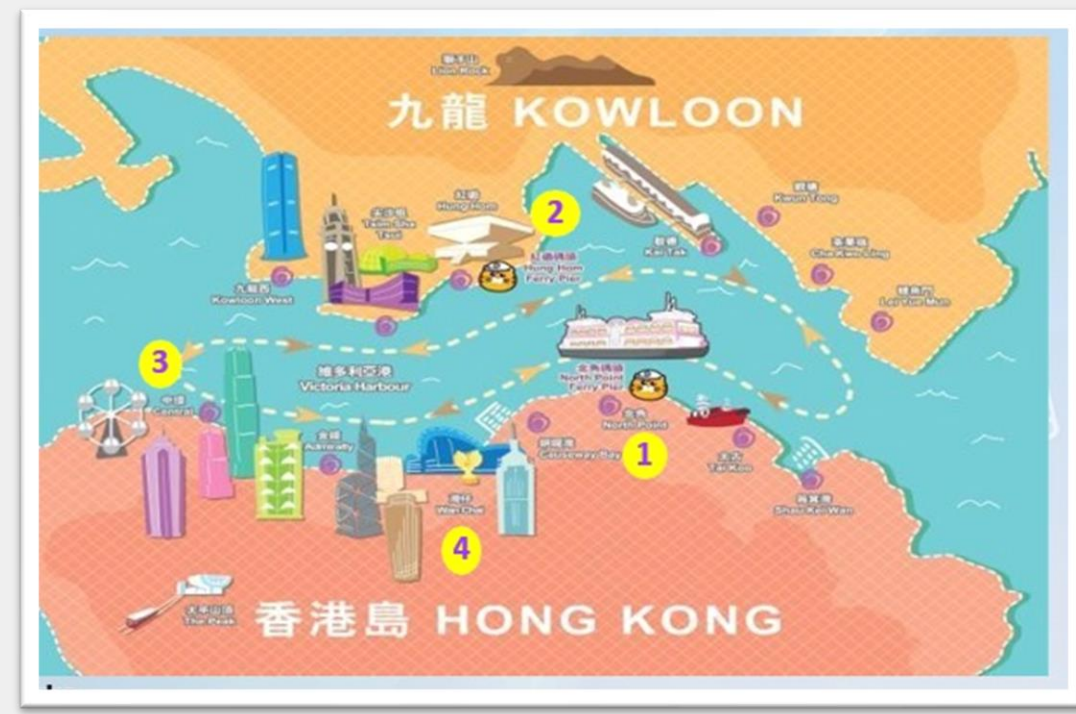 獅子山
Lion Rock
九龍 KOWLOON
觀塘
Kwun Tong
紅磡
Hung Hom
尖沙咀
Tsim Sha
Tsui
2
啟德
Kai Tak
茶果嶺
Cha Kwo Ling
紅磡碼頭
Hung Hom
Ferry Pier
九龍西
Kowloon West
鯉魚門
Lei Yue Mun
3
維多利亞港
Victoria Harbour
北角碼頭
North Point
Ferry Pier
中環
Central
金鐘
Admiralty
北角
North Point
銅鑼灣
Causeway Bay
1
太古
Tai Koo
灣仔
Wan Chai
筲箕灣
Shau Kei Wan
4
太平山頂
The Peak
香港島 HONG KONG